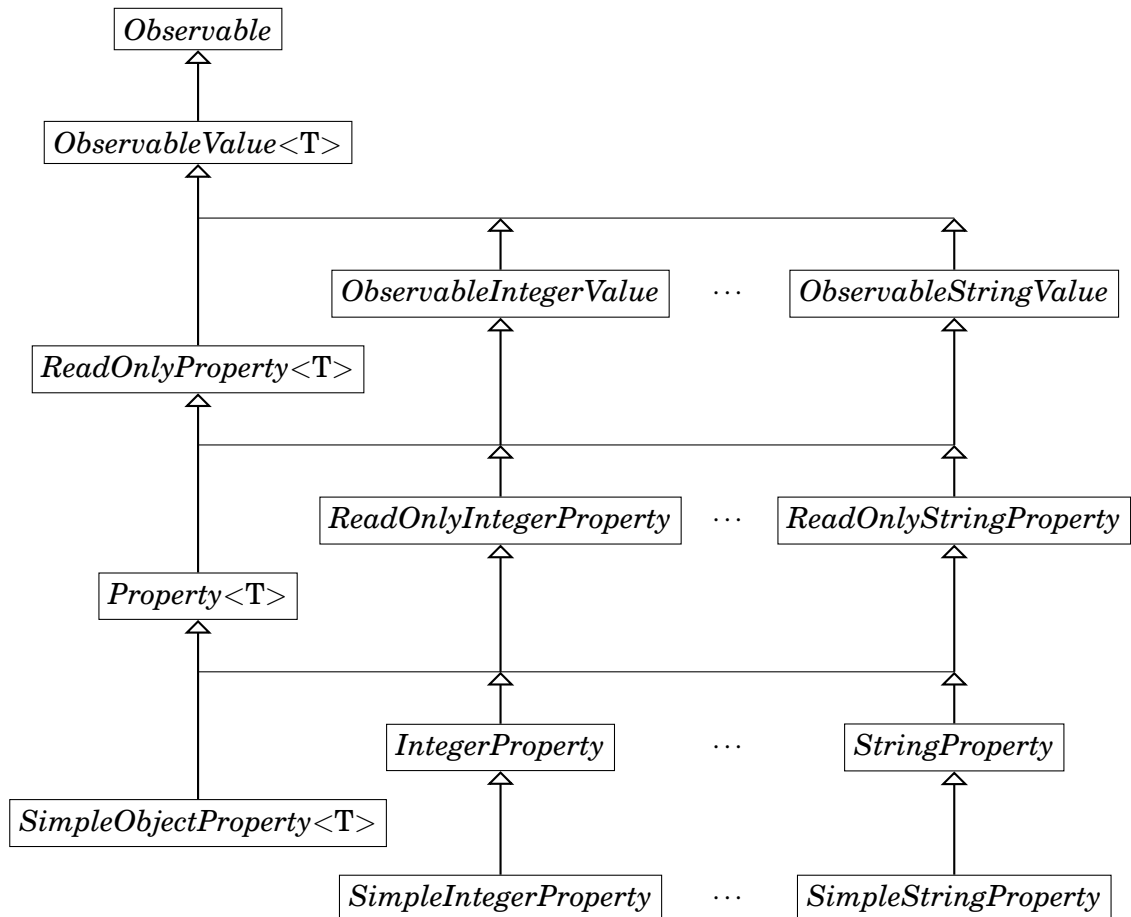 Observable
ObservableValue<T>
ObservableIntegerValue ... ObservableStringValue
ReadOnlyProperty<T>
ReadOnlyIntegerProperty ... ReadOnlyStringProperty
Property<T>
IntegerProperty ... StringProperty
SimpleObjectProperty<T>
SimpleIntegerProperty ... SimpleStringProperty